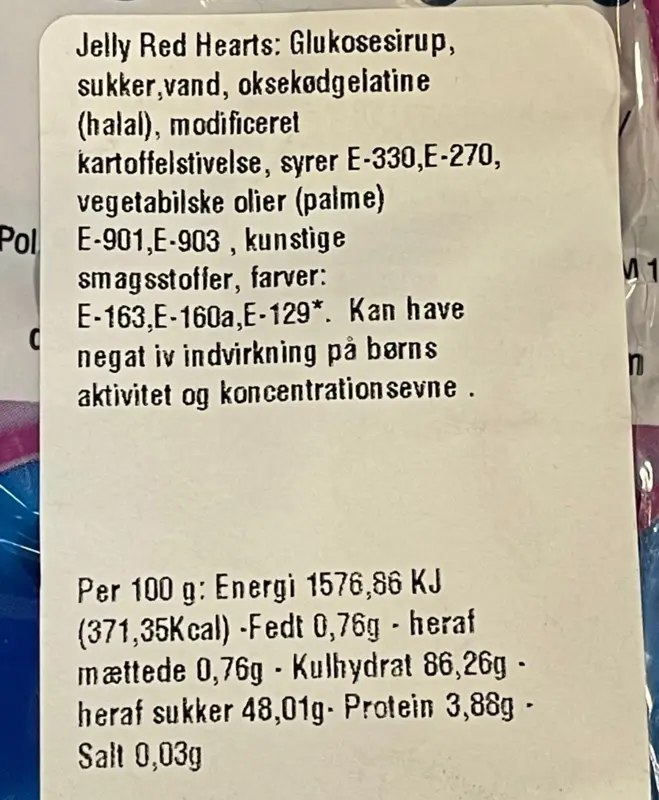 Jelly Red Hearts: Glukosesirup,
sukker,vand, oksekødgelatine
(halal), modificeret
kartoffelstivelse, syrer E-330,E-270,
vegetabilske olier (palme)
E-901,E-903 , kunstige
smagsstoffer, farver:
E-163,E-160a,E-129*. Kan have
negat iv indvirkning på børns
aktivitet og koncentrationsevne .
Per 100 g: Energi 1576,86 KJ
(371,35Kcal) -Fedt 0,76g - heraf
mættede 0,76g - Kulhydrat 86,26g -
heraf sukker 48,01g- Protein 3,88g -
Salt 0,03g
Pol